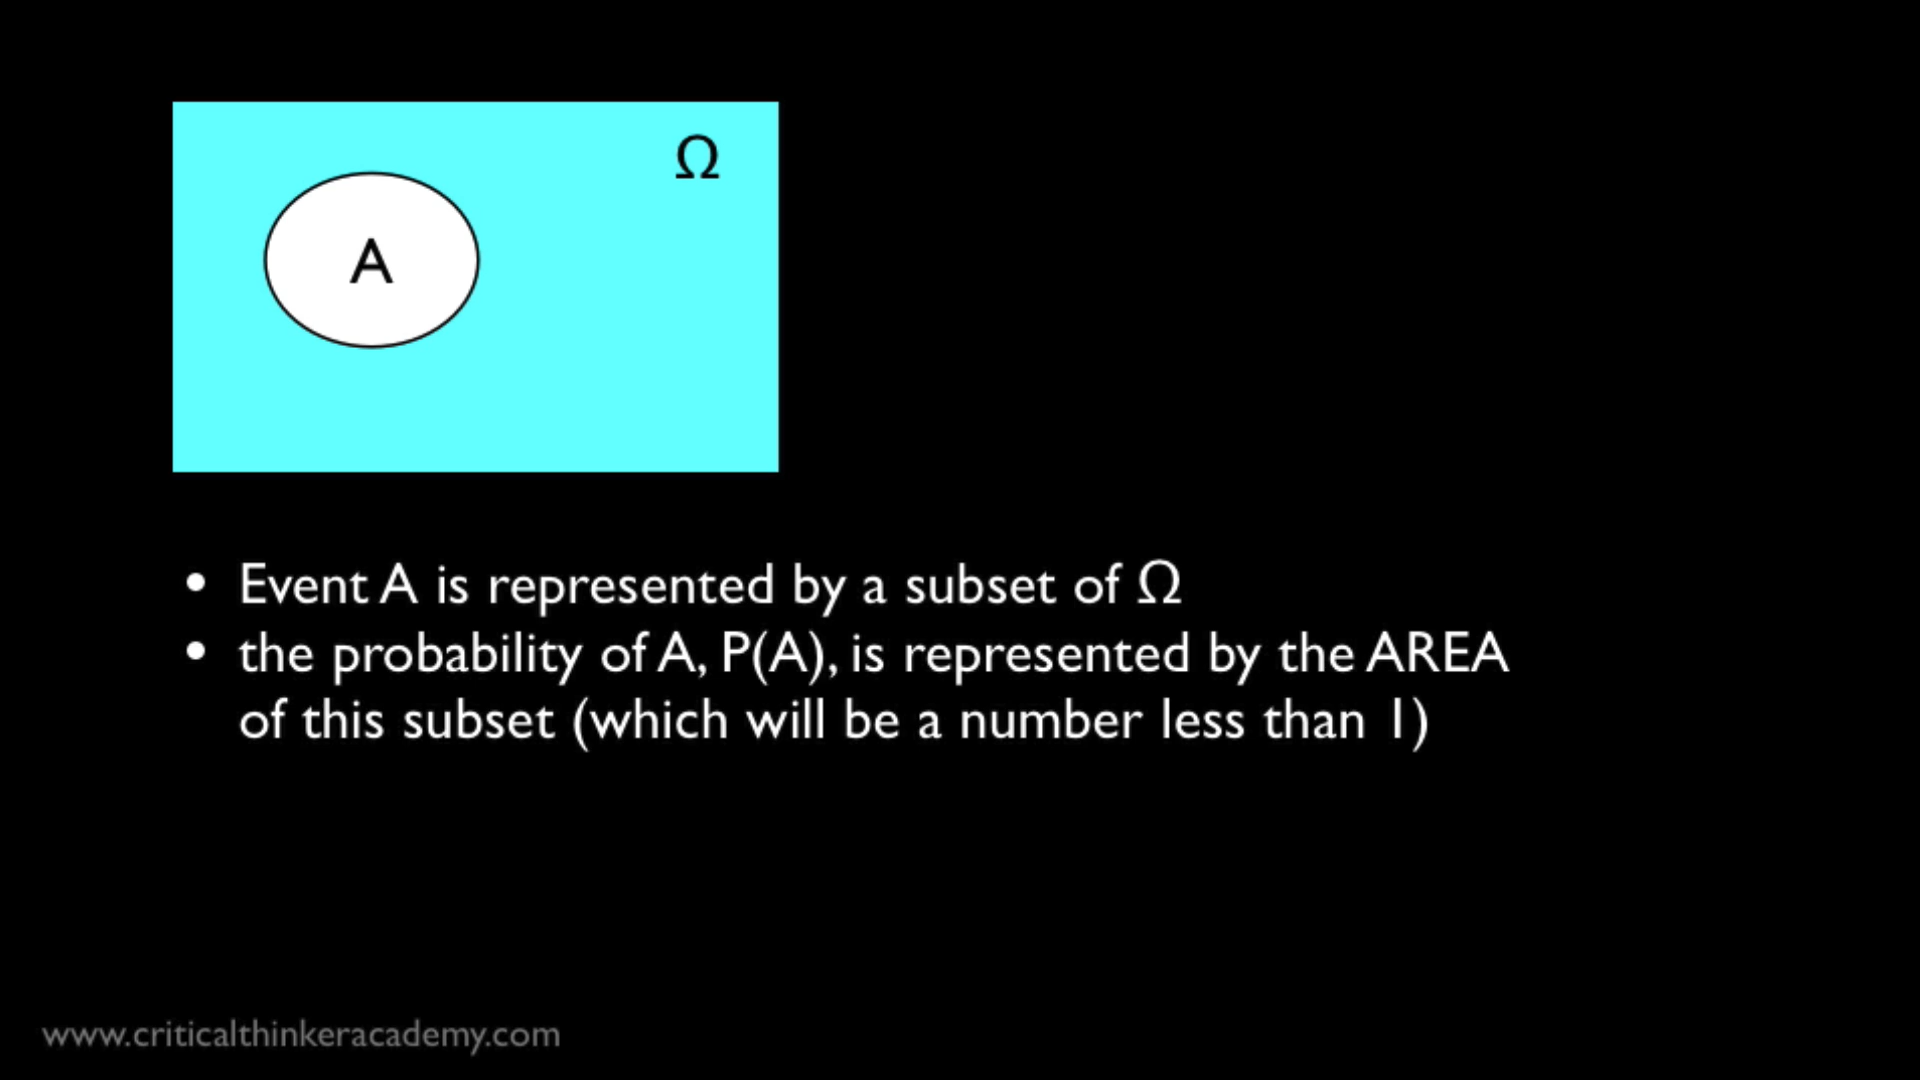 Ω
A
• Event A is represented by a subset of Ω
• the probability of A, P(A), is represented by the AREA
of this subset (which will be a number less than 1)
www.criticalthinkeracademy.com